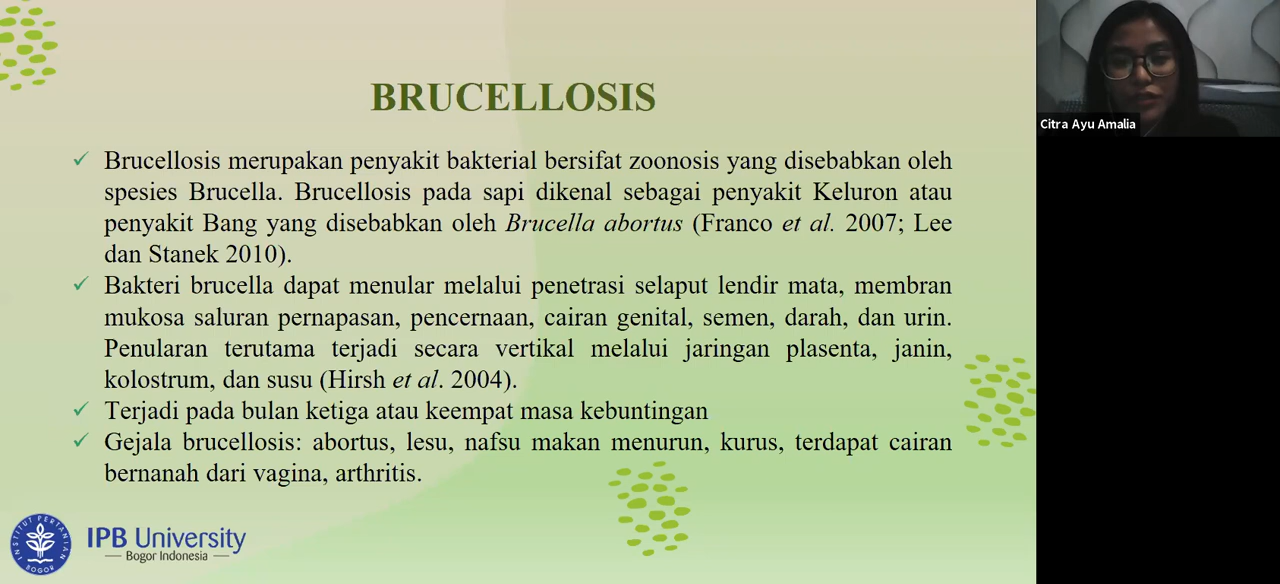 BRUCELLOSIS
Citra Ayu Amalia
✓ Brucellosis merupakan penyakit bakterial bersifat zoonosis yang disebabkan oleh
spesies Brucella. Brucellosis pada sapi dikenal sebagai penyakit Keluron atau
penyakit Bang yang disebabkan oleh Brucella abortus (Franco et al. 2007; Lee
dan Stanek 2010).
✓ Bakteri brucella dapat menular melalui penetrasi selaput lendir mata, membran
mukosa saluran pernapasan, pencernaan, cairan genital, semen, darah, dan urin.
Penularan terutama terjadi secara vertikal melalui jaringan plasenta, janin,
kolostrum, dan susu (Hirsh et al. 2004).
✓ Terjadi pada bulan ketiga atau keempat masa kebuntingan
✓ Gejala brucellosis: abortus, lesu, nafsu makan menurun, kurus, terdapat cairan
bernanah dari vagina, arthritis.
INSTITUT PERTANIAN
BOGOR
IPB University
Bogor Indonesia